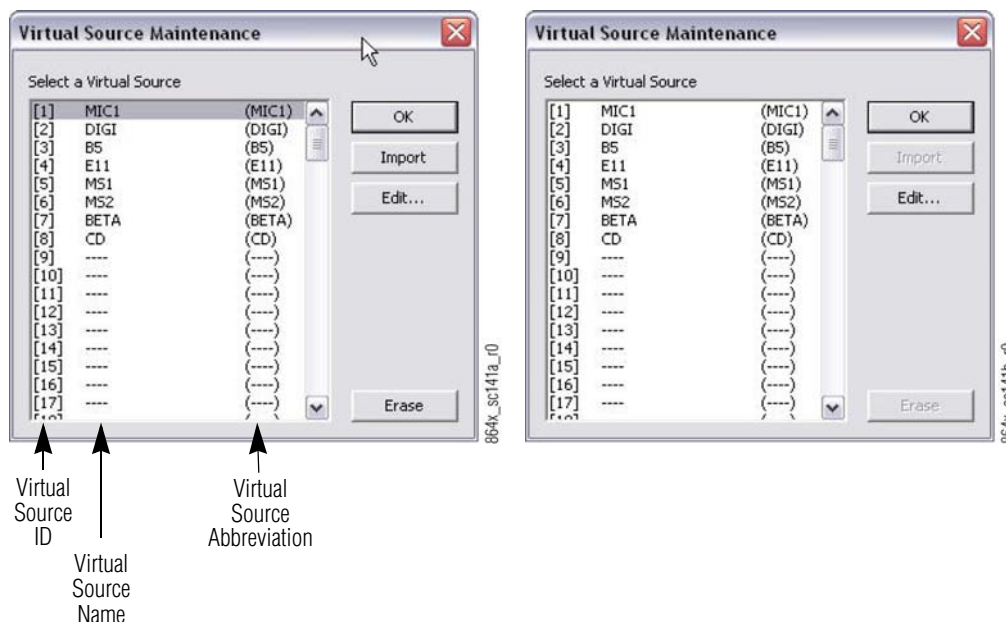 Virtual Source Maintenance
Select a Virtual Source
[1] MIC1 (MIC1)
[2] DIGI (DIGI)
[3] B5 (B5)
[4] E11 (E11)
[5] MS1 (MS1)
[6] MS2 (MS2)
[7] BETA (BETA)
[8] CD (CD)
[9] ---- (----)
[10] ---- (----)
[11] ---- (----)
[12] ---- (----)
[13] ---- (----)
[14] ---- (----)
[15] ---- (----)
[16] ---- (----)
[17] ---- (----)
OK
Import
Edit...
Erase
864x_sc141a_r0
Virtual
Source
ID
Virtual
Source
Name
Virtual
Source
Abbreviation
Virtual Source Maintenance
Select a Virtual Source
[1] MIC1 (MIC1)
[2] DIGI (DIGI)
[3] B5 (B5)
[4] E11 (E11)
[5] MS1 (MS1)
[6] MS2 (MS2)
[7] BETA (BETA)
[8] CD (CD)
[9] ---- (----)
[10] ---- (----)
[11] ---- (----)
[12] ---- (----)
[13] ---- (----)
[14] ---- (----)
[15] ---- (----)
[16] ---- (----)
[17] ---- (----)
OK
Import
Edit...
Erase